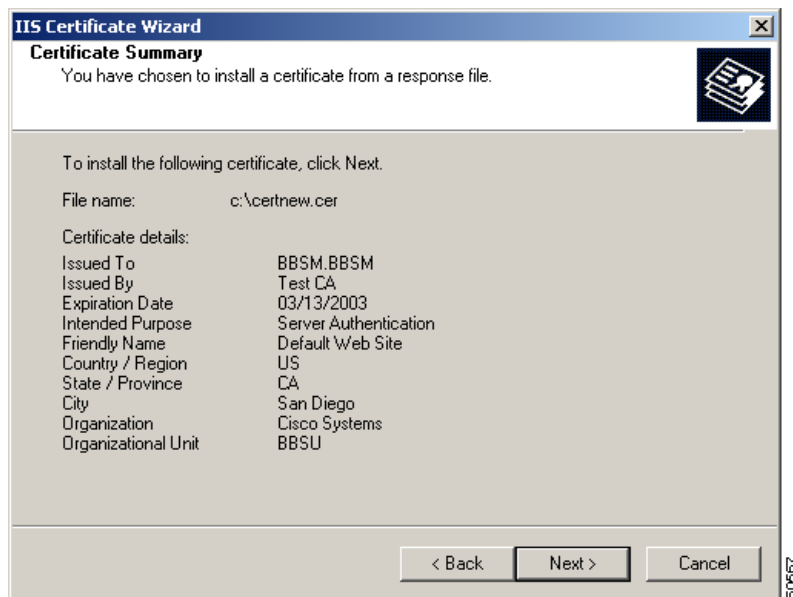 IIS Certificate Wizard
Certificate Summary
You have chosen to install a certificate from a response file.
To install the following certificate, click Next.
File name: c:\certnew.cer
Certificate details:
Issued To BBSM.BBSM
Issued By Test CA
Expiration Date 03/13/2003
Intended Purpose Server Authentication
Friendly Name Default Web Site
Country / Region US
State / Province CA
City San Diego
Organization Cisco Systems
Organizational Unit BBSU
< Back Next > Cancel
50667